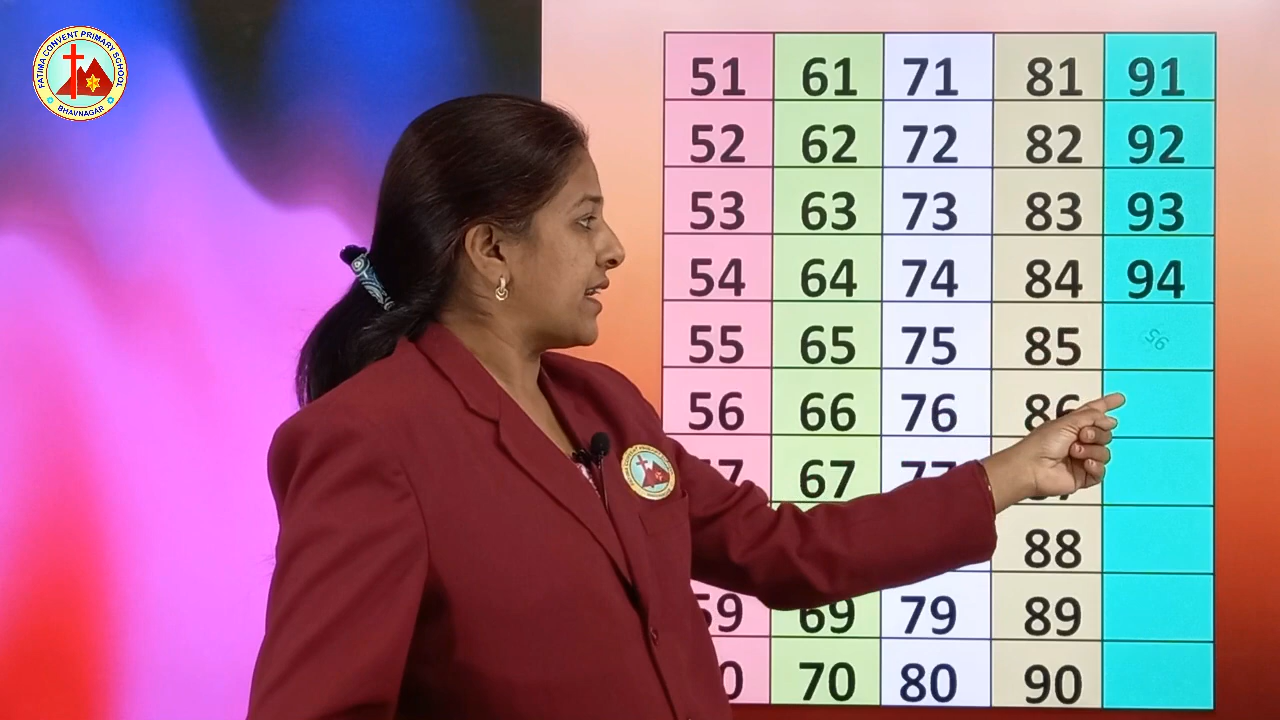 FATIMA CONVENT PRIMARY SCHOOL
BHAVNAGAR
51 61 71 81 91
52 62 72 82 92
53 63 73 83 93
54 64 74 84 94
55 65 75 85 95
56 66 76 86
67
88
69 79 89
70 80 90